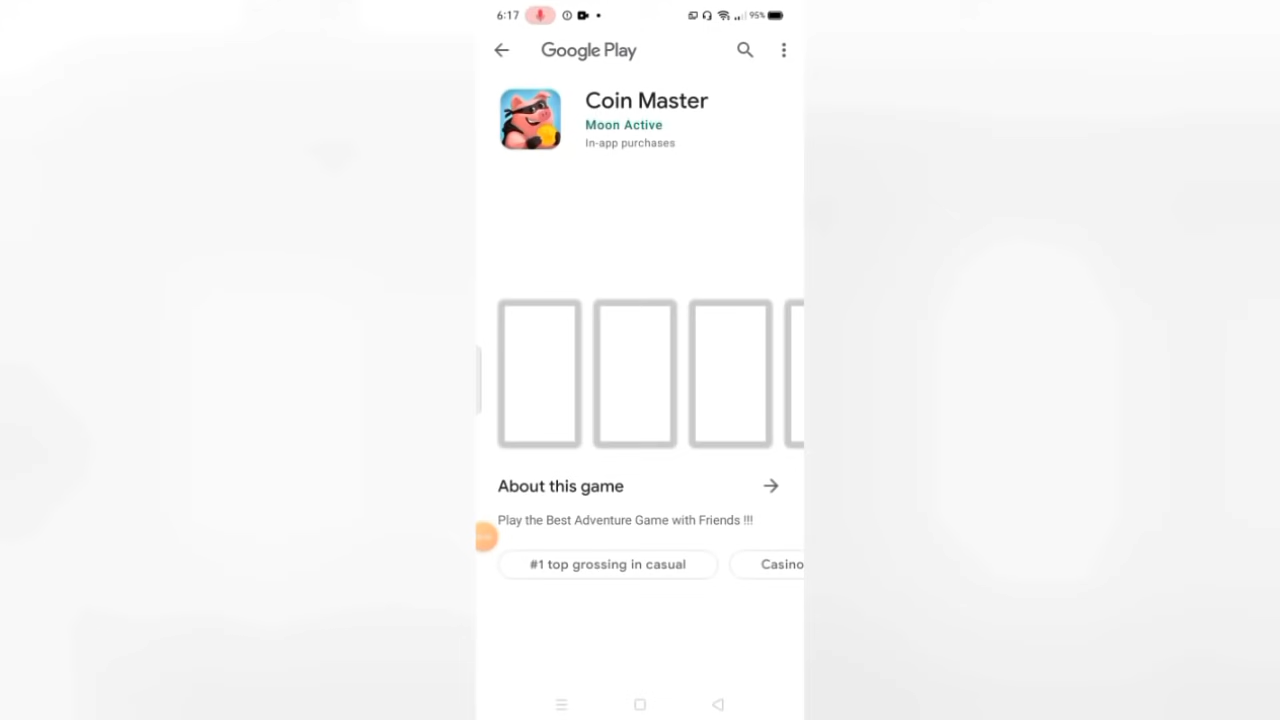 6:17
95%
Google Play
Coin Master
Moon Active
In-app purchases
About this game
Play the Best Adventure Game with Friends !!!
#1 top grossing in casual
Casino